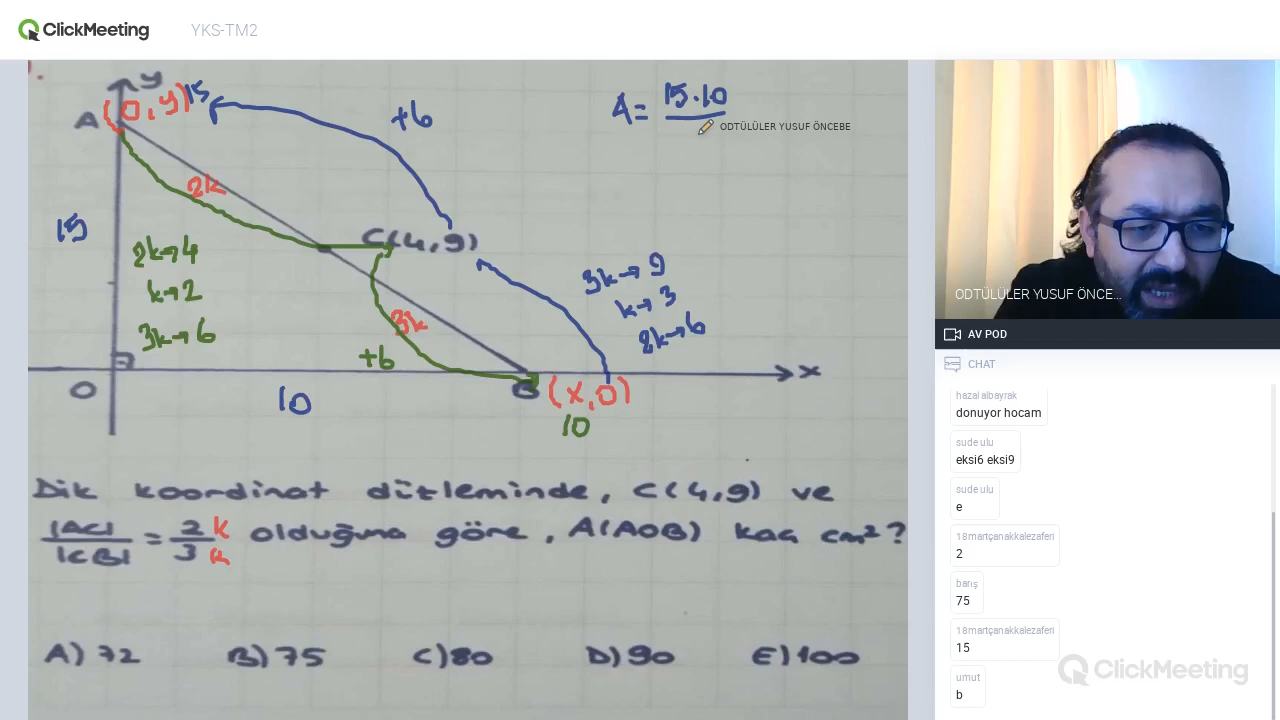 ClickMeeting YKS-TM2
y
A (0,y) 15
+6
A = 15.10
ODTÜLÜLER YUSUF ÖNCEBE
2k
15
C(4,9)
2k→4
k→2
3k→6
3k→9
k→3
2k→6
3k
+6
x
O
10
B (x,0)
10
Dik koordinat düzleminde, C(4,9) ve
|AC|/|CB| = 2/3 k k olduğuna göre, A(AOB) kaç cm²?
A) 72 B) 75 C) 80 D) 90 E) 100
ODTÜLÜLER YUSUF ÖNCE...
AV POD
CHAT
hazal albayrak
donuyor hocam
sude ulu
eksi6 eksi9
sude ulu
e
18martçanakkalezaferi
2
barış
75
18martçanakkalezaferi
15
umut
b
ClickMeeting